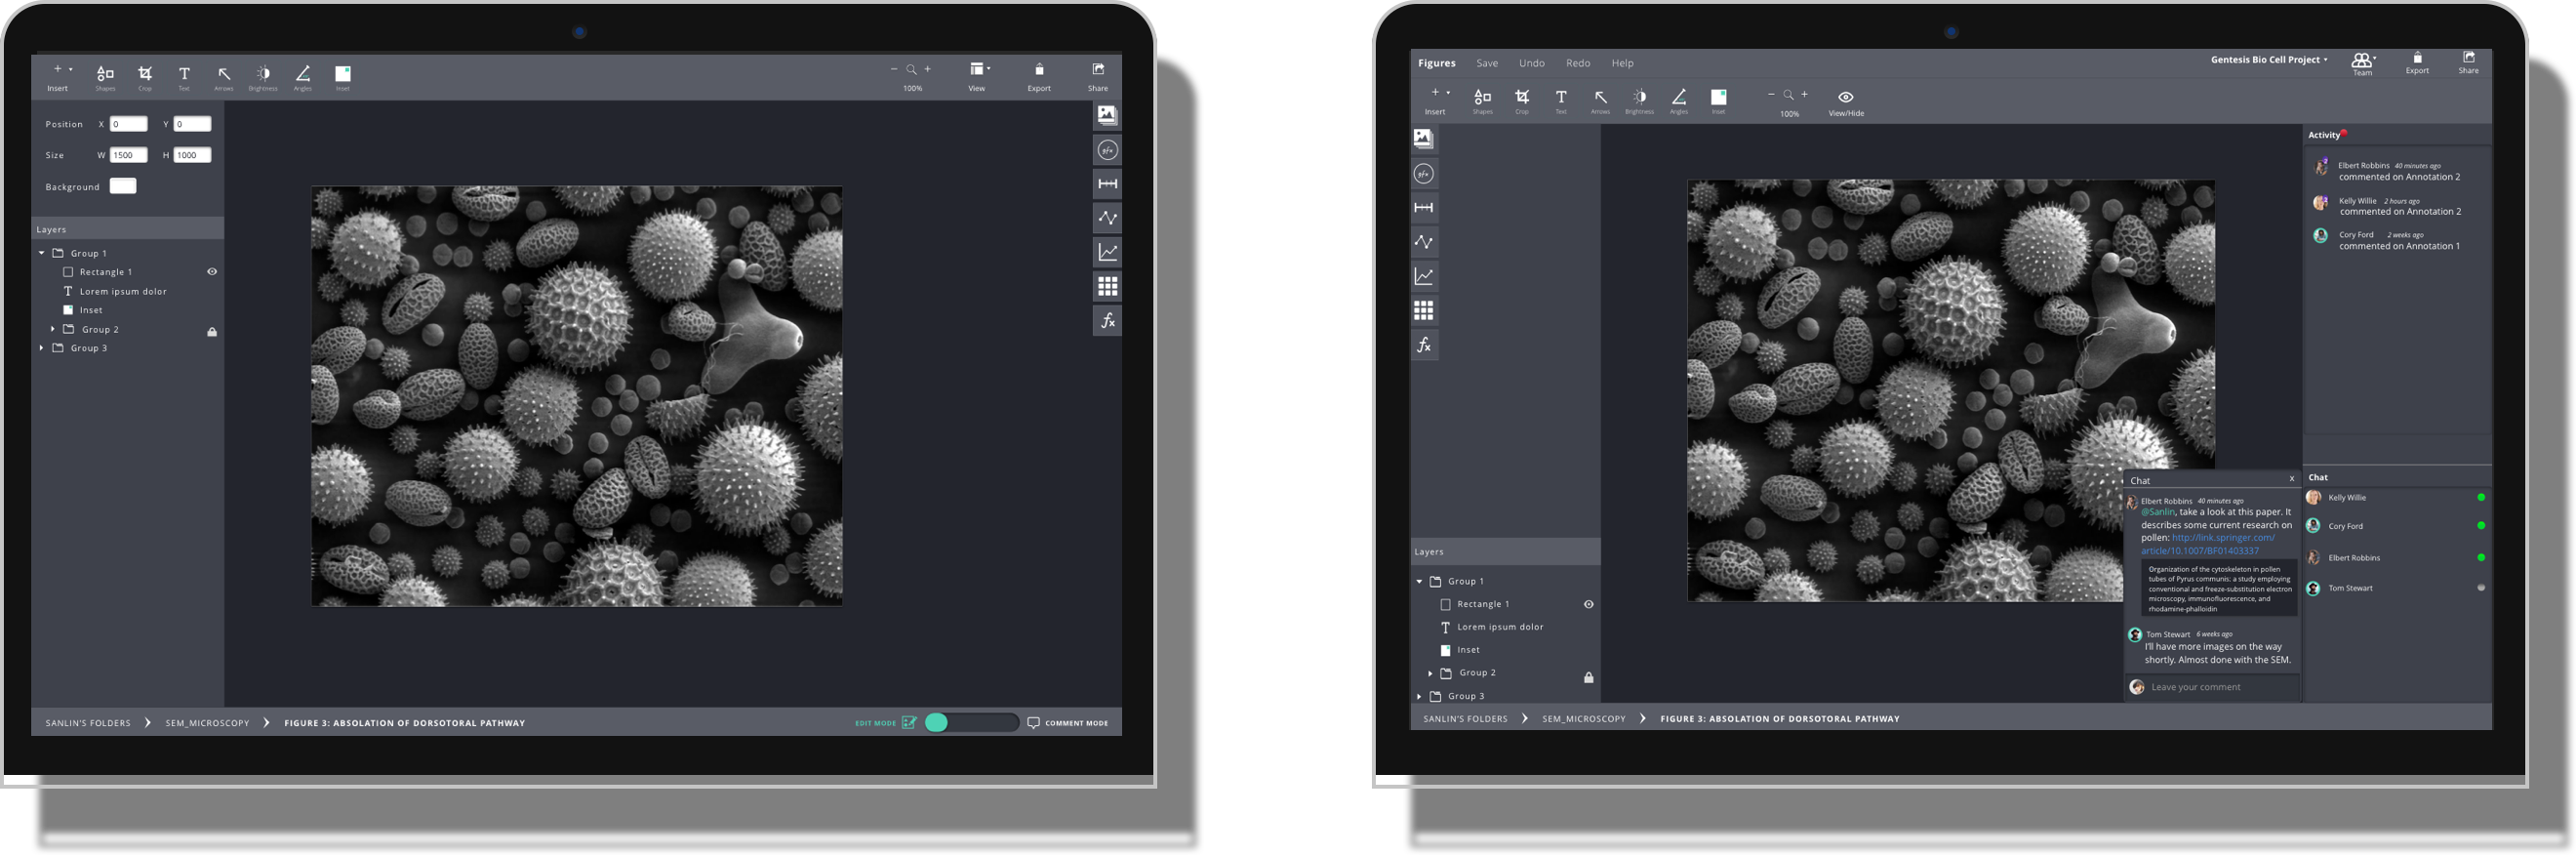 Insert
Shapes
Crop
Text
Arrows
Brightness
Angles
Inset
100%
View
Export
Share
Position X 0 Y 0
Size W 1500 H 1000
Background
Layers
Group 1
Rectangle 1
Lorem ipsum dolor
Inset
Group 2
Group 3
gfx
fx
SANLIN'S FOLDERS
SEM_MICROSCOPY
FIGURE 3: ABSOLATION OF DORSOTORAL PATHWAY
EDIT MODE
COMMENT MODE
Figures
Save
Undo
Redo
Help
Gentesis Bio Cell Project
Team
Export
Share
Insert
Shapes
Crop
Text
Arrows
Brightness
Angles
Inset
100%
View/Hide
gfx
fx
Layers
Group 1
Rectangle 1
Lorem ipsum dolor
Inset
Group 2
Group 3
Activity
Elbert Robbins 40 minutes ago
commented on Annotation 2
Kelly Willie 2 hours ago
commented on Annotation 2
Cory Ford 2 weeks ago
commented on Annotation 1
Chat X
Elbert Robbins 40 minutes ago
@Sanlin, take a look at this paper. It
describes some current research on
pollen: http://link.springer.com/
article/10.1007/BF01403337
Organization of the cytoskeleton in pollen
tubes of Pyrus communis: a study employing
conventional and freeze-substitution electron
microscopy, immunofluorescence, and
rhodamine-phalloidin
Tom Stewart 6 weeks ago
I'll have more images on the way
shortly. Almost done with the SEM.
Leave your comment
Chat
Kelly Willie
Cory Ford
Elbert Robbins
Tom Stewart
SANLIN'S FOLDERS
SEM_MICROSCOPY
FIGURE 3: ABSOLATION OF DORSOTORAL PATHWAY